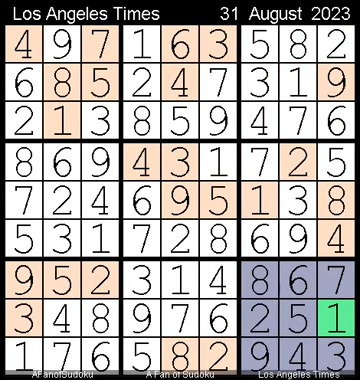 Los Angeles Times 31 August 2023
4 9 7 1 6 3 5 8 2
6 8 5 2 4 7 3 1 9
2 1 3 8 5 9 4 7 6
8 6 9 4 3 1 7 2 5
7 2 4 6 9 5 1 3 8
5 3 1 7 2 8 6 9 4
9 5 2 3 1 4 8 6 7
3 4 8 9 7 6 2 5 1
1 7 6 5 8 2 9 4 3
AFanofSudoku A Fan of Sudoku Los Angeles Times